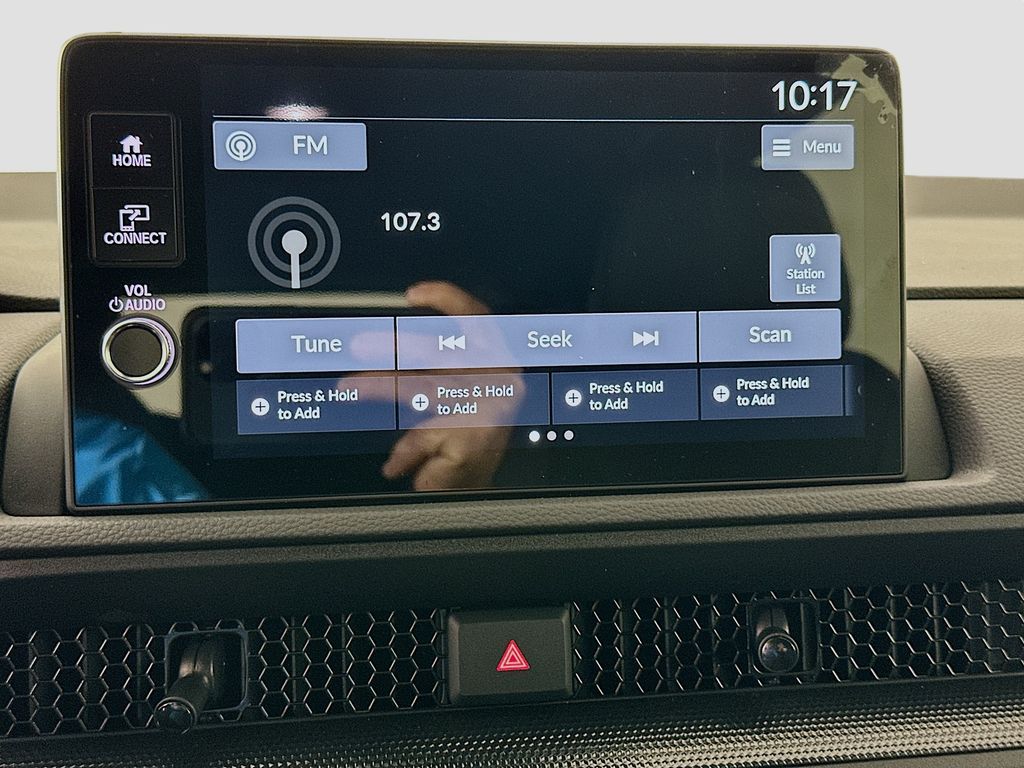 10:17
HOME
FM
Menu
CONNECT
107.3
Station
List
VOL
AUDIO
Tune
Seek
Scan
Press & Hold
to Add
Press & Hold
to Add
Press & Hold
to Add
Press & Hold
to Add